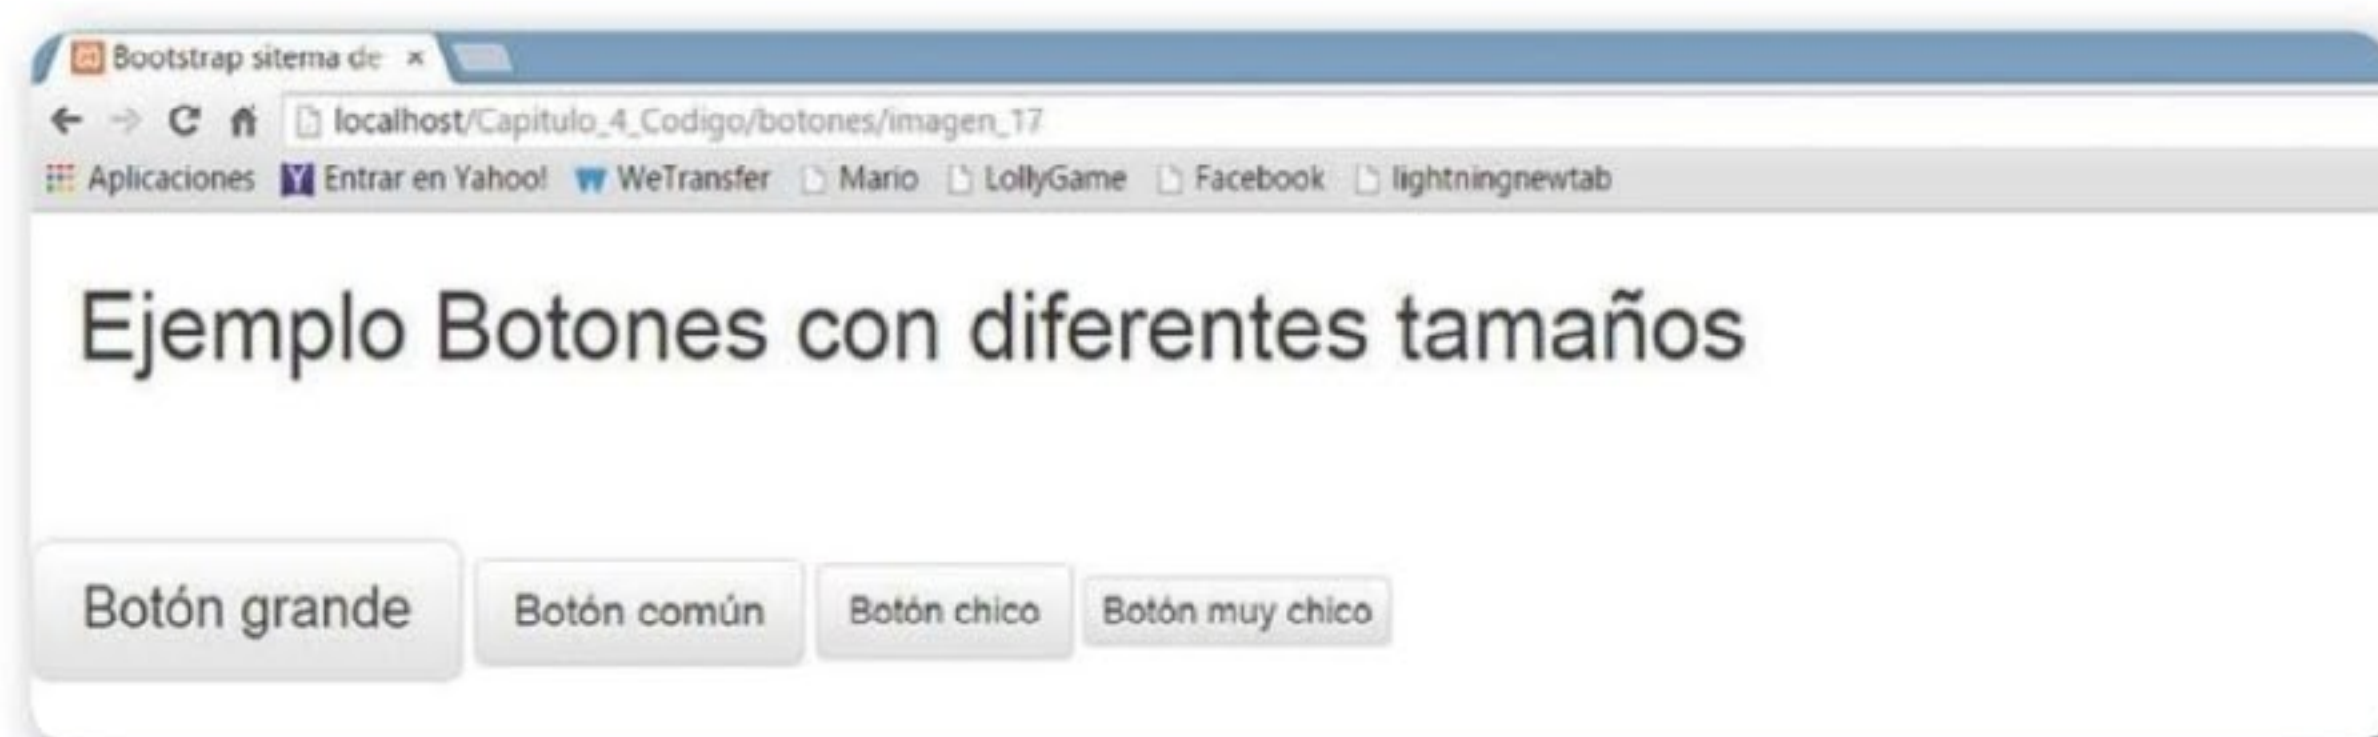 Bootstrap sitema de
localhost/Capitulo_4_Codigo/botones/imagen_17
Aplicaciones Entrar en Yahoo! WeTransfer Mario LollyGame Facebook lightningnewtab
Ejemplo Botones con diferentes tamaños
Botón grande Botón común Botón chico Botón muy chico